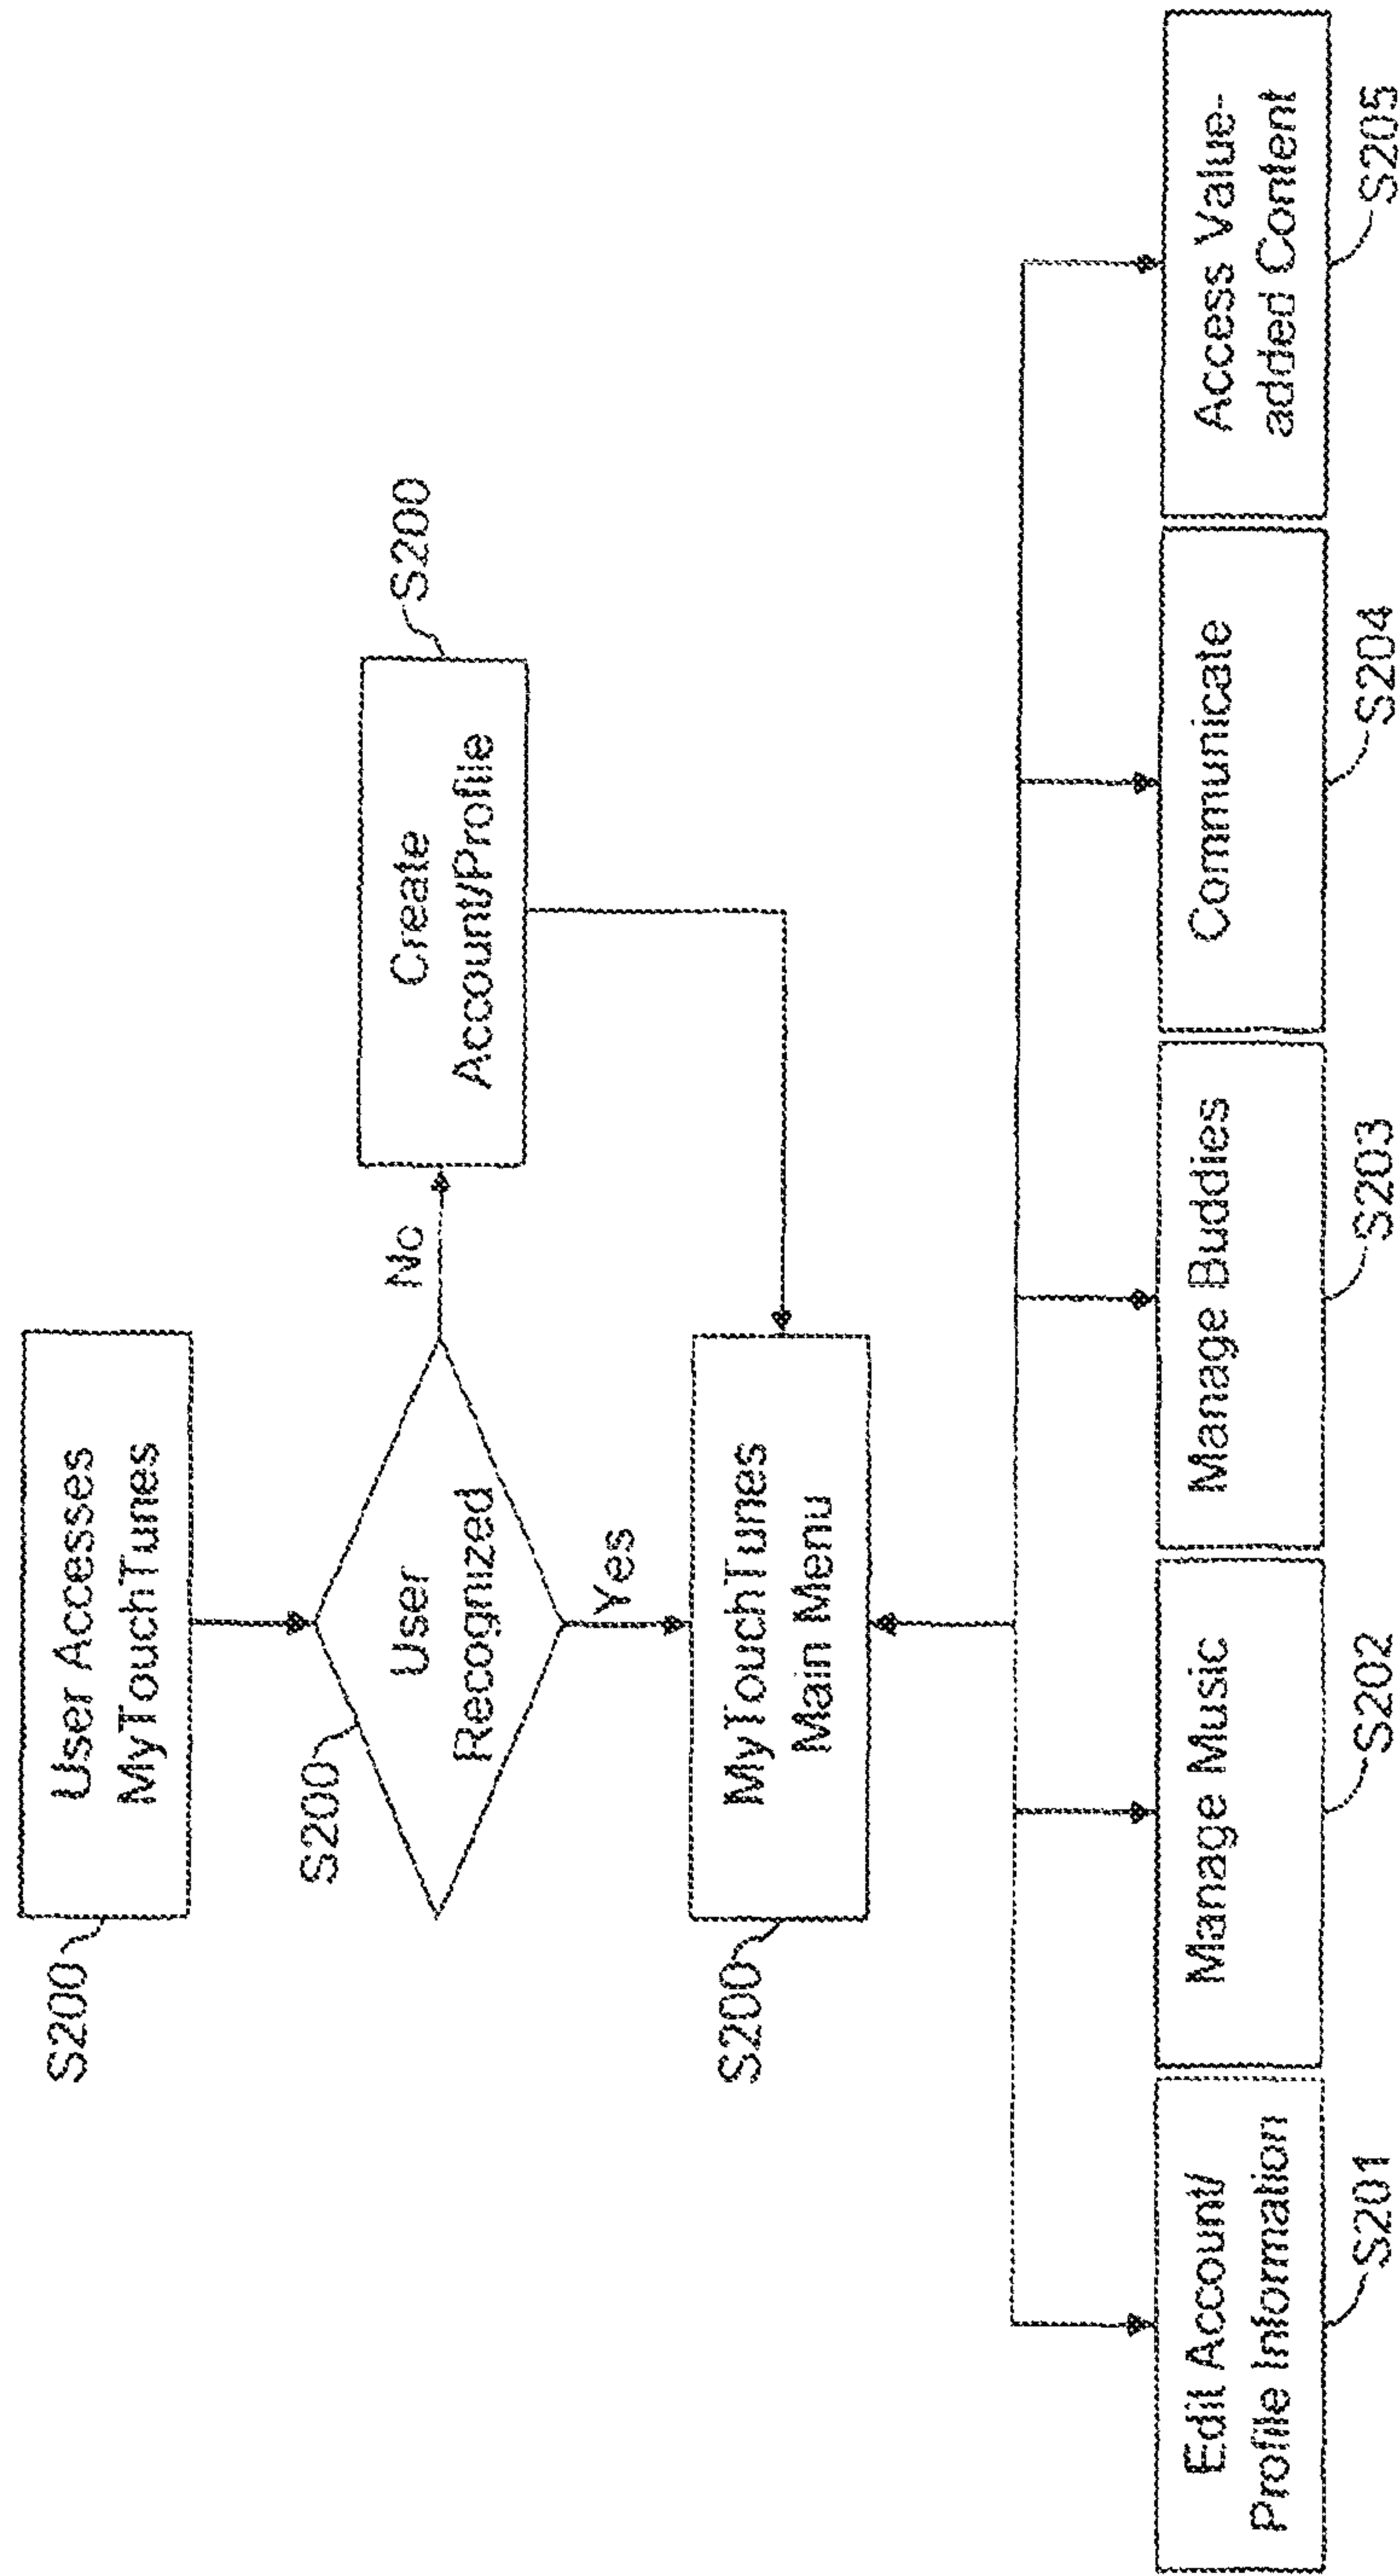 S200
User Accesses
MyTouchTunes
S200
User
Recognized
No
Create
Account/Profile
S200
Yes
S200
MyTouchTunes
Main Menu
Edit Account/
Profile Information
S201
Manage Music
S202
Manage Buddies
S203
Communicate
S204
Access Value-
added Content
S205